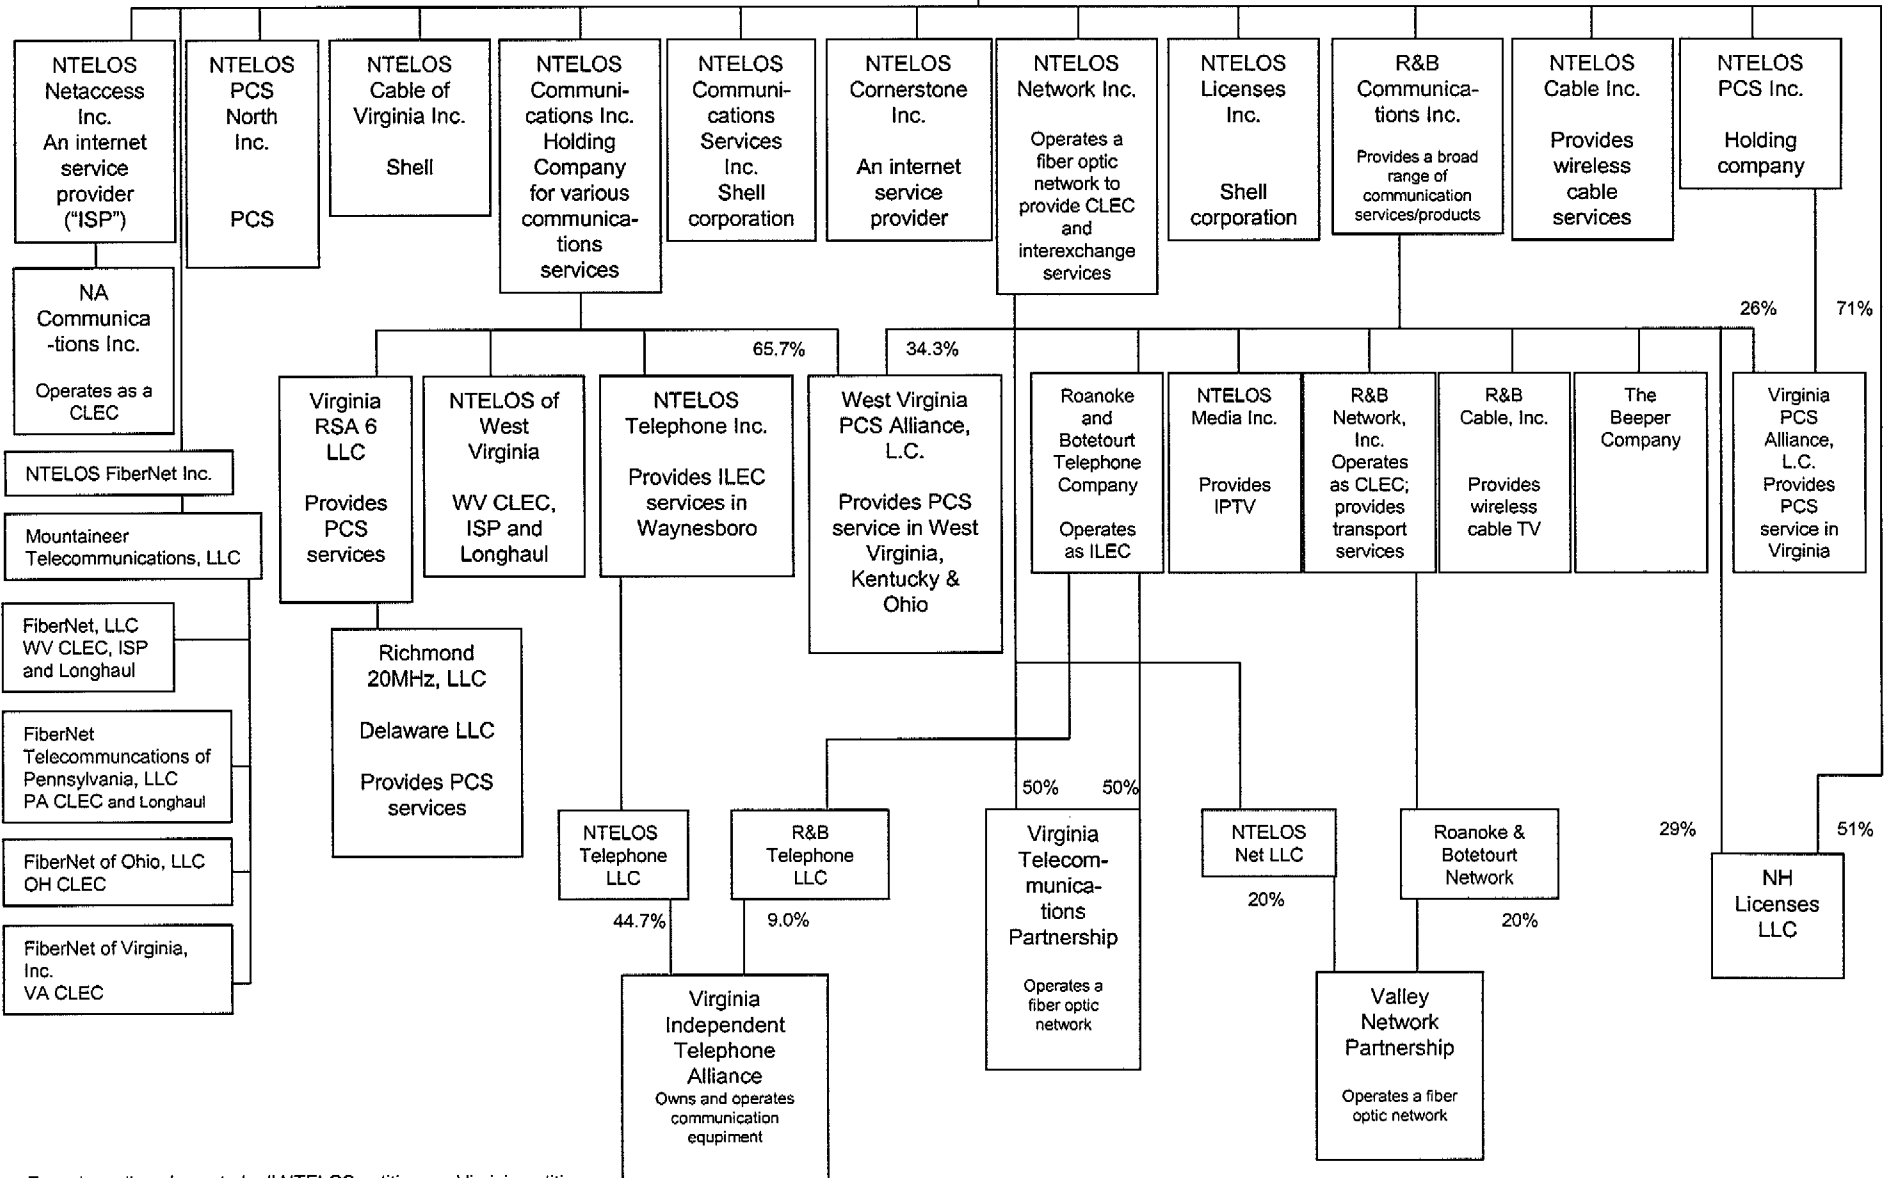 NTELOS
Netaccess
Inc.
An internet
service
provider
("ISP")
NTELOS
PCS
North
Inc.
PCS
NTELOS
Cable of
Virginia Inc.
Shell
NTELOS
Communi-
cations Inc.
Holding
Company
for various
communica-
tions
services
NTELOS
Communi-
cations
Services
Inc.
Shell
corporation
NTELOS
Cornerstone
Inc.
An internet
service
provider
NTELOS
Network Inc.
Operates a
fiber optic
network to
provide CLEC
and
interexchange
services
NTELOS
Licenses
Inc.
Shell
corporation
R&B
Communica-
tions Inc.
Provides a broad
range of
communication
services/products
NTELOS
Cable Inc.
Provides
wireless
cable
services
NTELOS
PCS Inc.
Holding
company
NA
Communica
-tions Inc.
Operates as a
CLEC
26%
71%
65.7%
34.3%
Virginia
RSA 6
LLC
Provides
PCS
services
NTELOS of
West
Virginia
WV CLEC,
ISP and
Longhaul
NTELOS
Telephone Inc.
Provides ILEC
services in
Waynesboro
West Virginia
PCS Alliance,
L.C.
Provides PCS
service in West
Virginia,
Kentucky &
Ohio
Roanoke
and
Botetourt
Telephone
Company
Operates
as ILEC
NTELOS
Media Inc.
Provides
IPTV
R&B
Network,
Inc.
Operates
as CLEC;
provides
transport
services
R&B
Cable, Inc.
Provides
wireless
cable TV
The
Beeper
Company
Virginia
PCS
Alliance,
L.C.
Provides
PCS
service in
Virginia
NTELOS FiberNet Inc.
Mountaineer
Telecommunications, LLC
FiberNet, LLC
WV CLEC, ISP
and Longhaul
FiberNet
Telecommuncations of
Pennsylvania, LLC
PA CLEC and Longhaul
FiberNet of Ohio, LLC
OH CLEC
FiberNet of Virginia,
Inc.
VA CLEC
Richmond
20MHz, LLC
Delaware LLC
Provides PCS
services
50%
50%
NTELOS
Telephone
LLC
44.7%
R&B
Telephone
LLC
9.0%
Virginia
Telecom-
munica-
tions
Partnership
Operates a
fiber optic
network
NTELOS
Net LLC
20%
Roanoke &
Botetourt
Network
20%
29%
51%
NH
Licenses
LLC
Virginia
Independent
Telephone
Alliance
Owns and operates
communication
equpiment
Valley
Network
Partnership
Operates a fiber
optic network